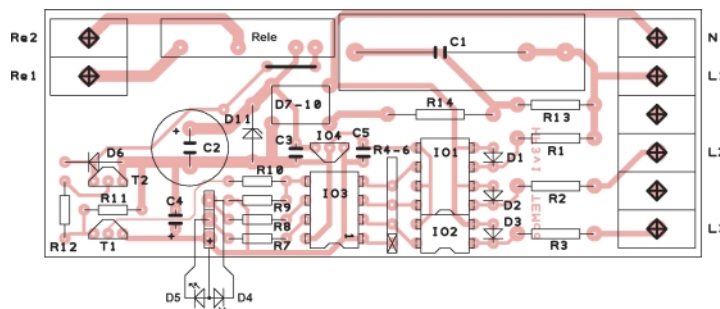 Re2
Rele
C1
N
Re1
L1
D7-10
D11
R14
R13
C3
IO4
C5
R4-6
IO1
R1
D1
+
C2
D6
T2
L2
R10
IO3
R2
D2
R11
R9
C4
R8
D3
IO2
R12
T1
+
+
R7
1
R3
L3
D5
D4